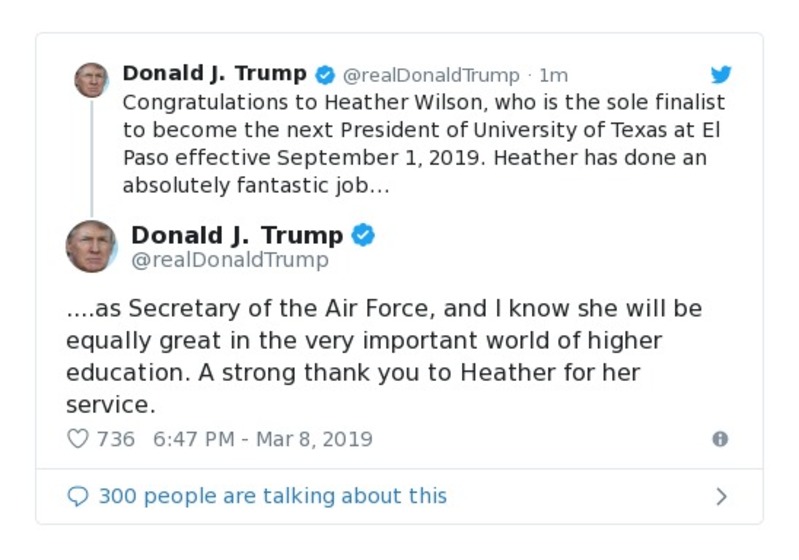 Donald J. Trump @realDonaldTrump · 1m
Congratulations to Heather Wilson, who is the sole finalist
to become the next President of University of Texas at El
Paso effective September 1, 2019. Heather has done an
absolutely fantastic job...
Donald J. Trump
@realDonaldTrump
....as Secretary of the Air Force, and I know she will be
equally great in the very important world of higher
education. A strong thank you to Heather for her
service.
736 6:47 PM - Mar 8, 2019
300 people are talking about this